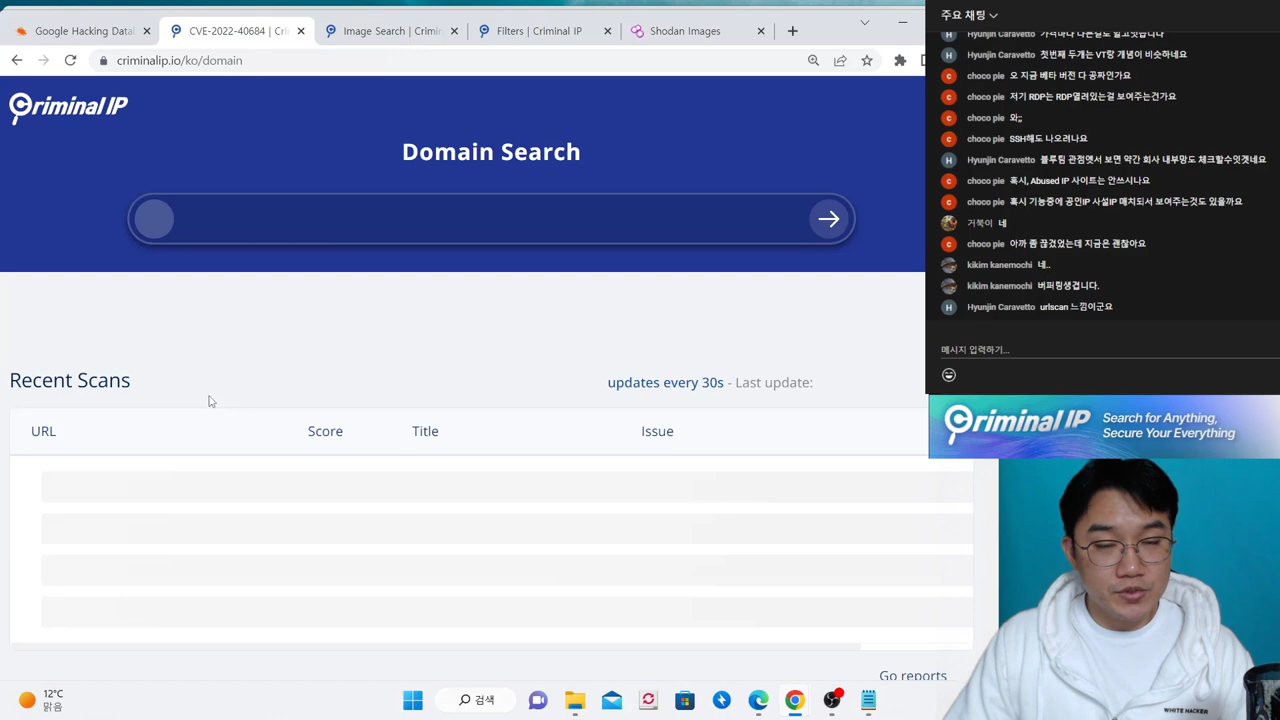 Google Hacking Data
CVE-2022-40684 | Cri
Image Search | Crimin
Filters | Criminal IP
Shodan Images
criminalip.io/ko/domain
Criminal IP
Domain Search
Recent Scans
updates every 30s - Last update:
URL
Score
Title
Issue
Go reports
12°C
맑음
검색
주요 채팅
H Hyunjin Caravetto
H Hyunjin Caravetto 첫번째 두개는 VT랑 개념이 비슷하네요
c choco pie 오 지금 베타 버전 다 공짜인가요
c choco pie 저기 RDP는 RDP열려있는걸 보여주는건가요
c choco pie 와;;
c choco pie SSH해도 나오려나요
H Hyunjin Caravetto 블루팀 관점앳서 보면 약간 회사 내부망도 체크할수잇겟네요
c choco pie 혹시, Abused IP 사이트는 안쓰시나요
c choco pie 혹시 기능중에 공인IP 사설IP 매치되서 보여주는것도 있을까요
거북이 네
c choco pie 아까 좀 끊겼었는데 지금은 괜찮아요
kikim kanemochi 네..
kikim kanemochi 버퍼링생겹니다.
H Hyunjin Caravetto urlscan 느낌이군요
메시지 입력하기...
Criminal IP
Search for Anything,
Secure Your Everything
WHITE HACKER